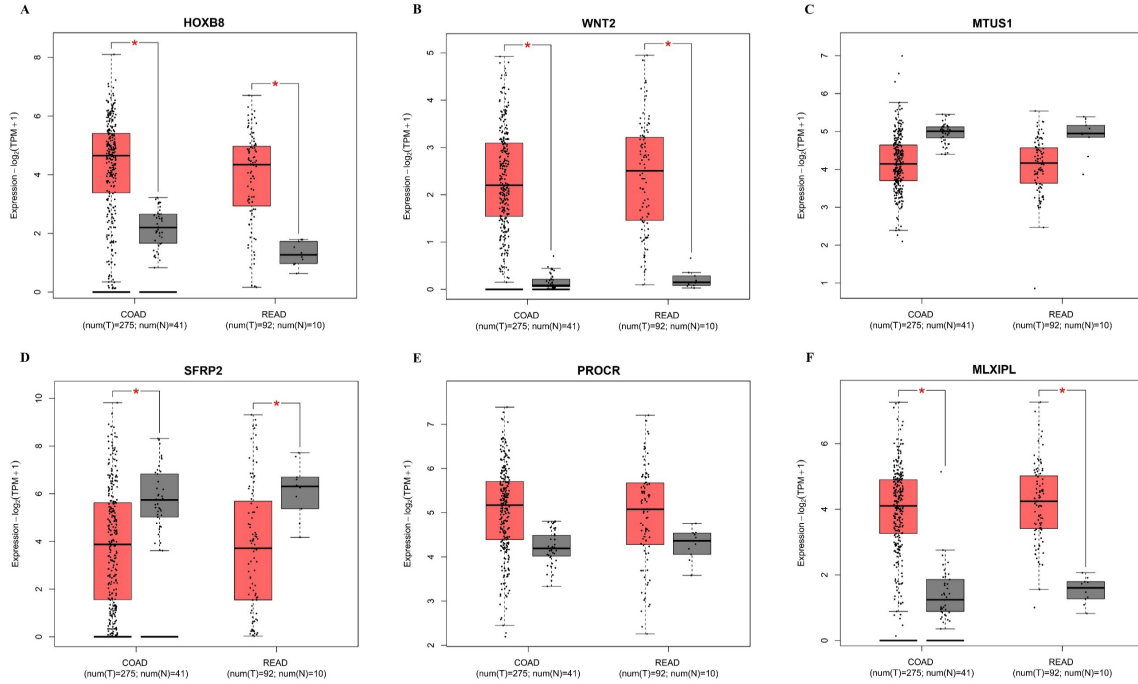 A
HOXB8
Expression − log₂(TPM + 1)
8
6
4
2
0
*
*
COAD
(num(T)=275; num(N)=41)
READ
(num(T)=92; num(N)=10)
B
WNT2
Expression − log₂(TPM + 1)
5
4
3
2
1
0
*
*
COAD
(num(T)=275; num(N)=41)
READ
(num(T)=92; num(N)=10)
C
MTUS1
Expression − log₂(TPM + 1)
7
6
5
4
3
2
1
COAD
(num(T)=275; num(N)=41)
READ
(num(T)=92; num(N)=10)
D
SFRP2
Expression − log₂(TPM + 1)
10
8
6
4
2
0
*
*
COAD
(num(T)=275; num(N)=41)
READ
(num(T)=92; num(N)=10)
E
PROCR
Expression − log₂(TPM + 1)
7
6
5
4
3
2
COAD
(num(T)=275; num(N)=41)
READ
(num(T)=92; num(N)=10)
F
MLXIPL
Expression − log₂(TPM + 1)
6
4
2
0
*
*
COAD
(num(T)=275; num(N)=41)
READ
(num(T)=92; num(N)=10)